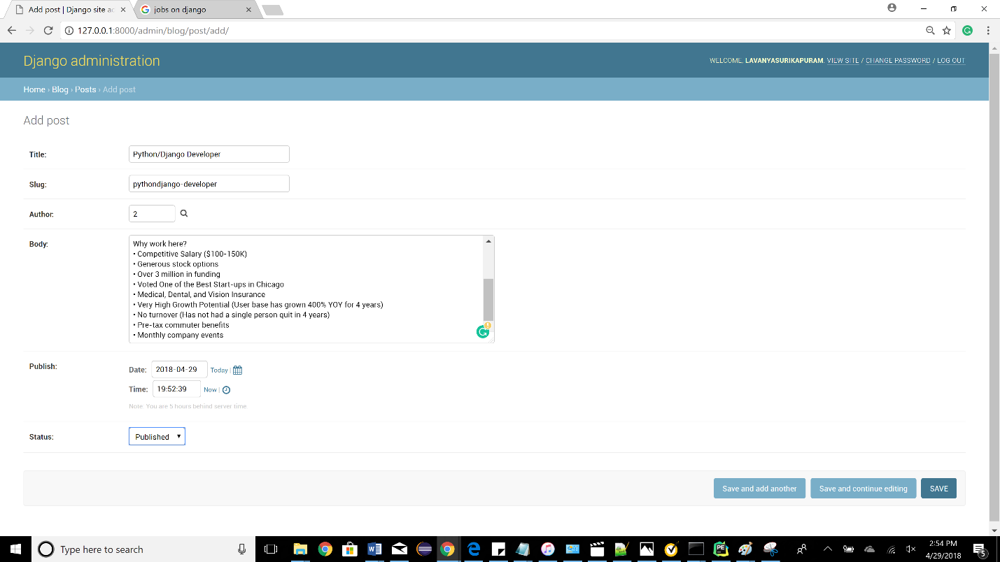 Add post | Django site ac
jobs on django
127.0.0.1:8000/admin/blog/post/add/
Django administration
WELCOME, LAVANYASURIKAPURAM. VIEW SITE / CHANGE PASSWORD / LOG OUT
Home › Blog › Posts › Add post
Add post
Title: Python/Django Developer
Slug: pythondjango-developer
Author: 2
Body: Why work here?
• Competitive Salary ($100-150K)
• Generous stock options
• Over 3 million in funding
• Voted One of the Best Start-ups in Chicago
• Medical, Dental, and Vision Insurance
• Very High Growth Potential (User base has grown 400% YOY for 4 years)
• No turnover (Has not had a single person quit in 4 years)
• Pre-tax commuter benefits
• Monthly company events
Publish:
Date: 2018-04-29 Today |
Time: 19:52:39 Now |
Note: You are 5 hours behind server time.
Status: Published
Save and add another Save and continue editing SAVE
Type here to search
2:54 PM
4/29/2018
5